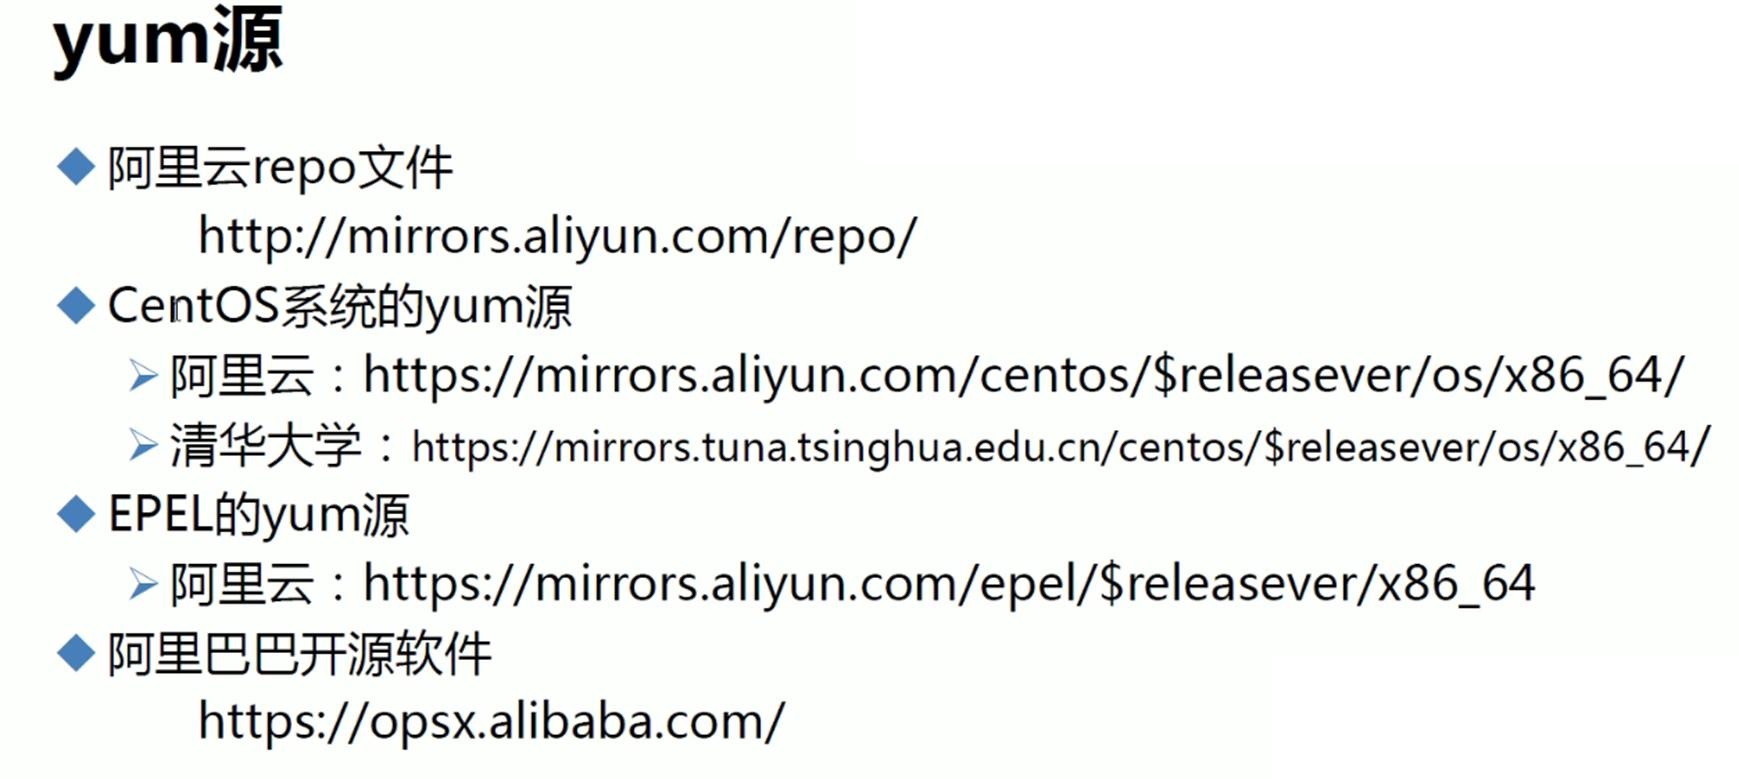 yum源
阿里云repo文件
http://mirrors.aliyun.com/repo/
CentOS系统的yum源
阿里云：https://mirrors.aliyun.com/centos/$releasever/os/x86_64/
清华大学：https://mirrors.tuna.tsinghua.edu.cn/centos/$releasever/os/x86_64/
EPEL的yum源
阿里云：https://mirrors.aliyun.com/epel/$releasever/x86_64
阿里巴巴开源软件
https://opsx.alibaba.com/